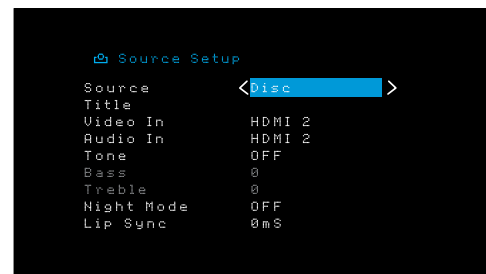 Source Setup
Source < Disc >
Title
Video In HDMI 2
Audio In HDMI 2
Tone OFF
Bass 0
Treble 0
Night Mode OFF
Lip Sync 0mS